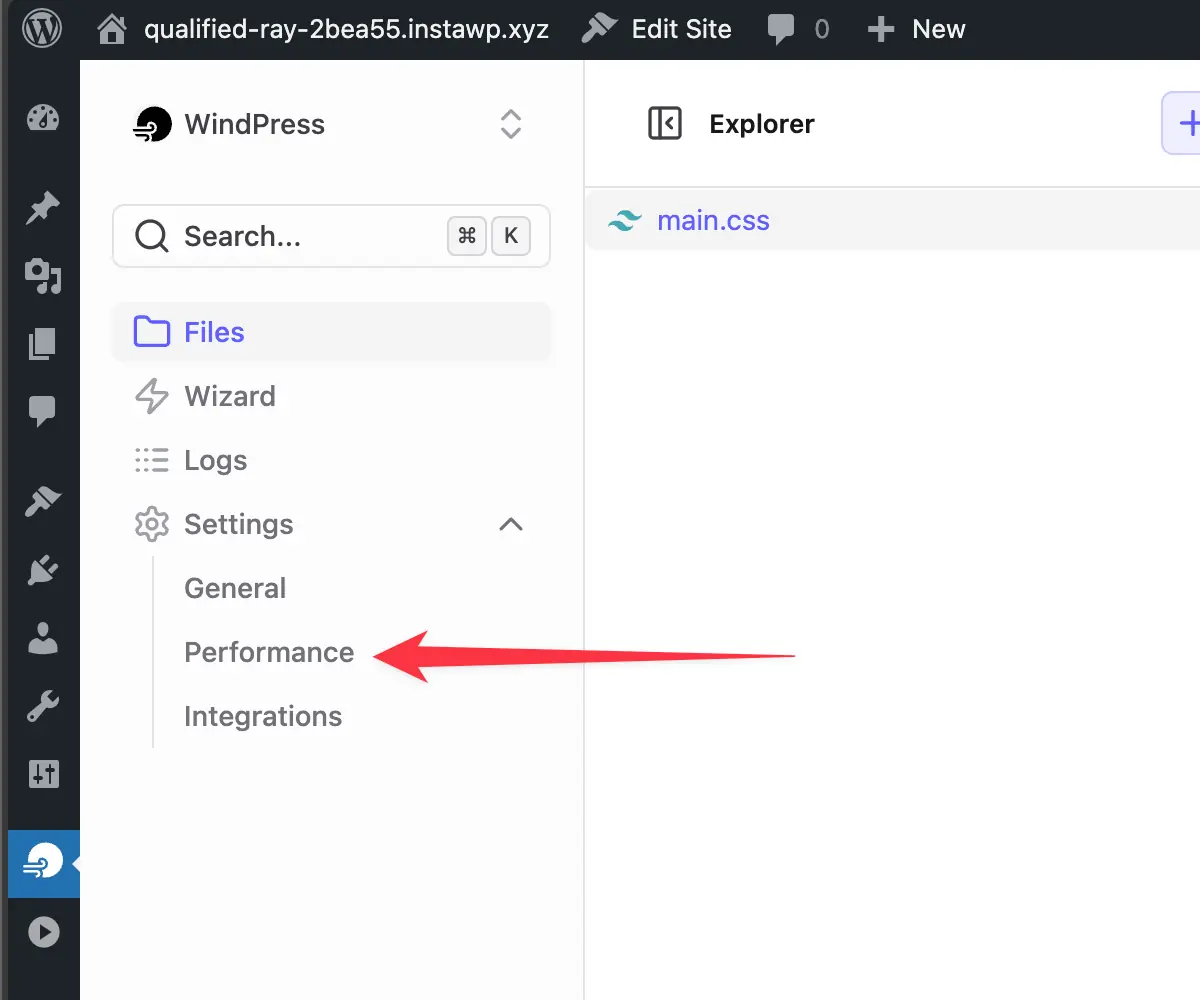 qualified-ray-2bea55.instawp.xyz Edit Site 0 New
WindPress
Search... ⌘ K
Files
Wizard
Logs
Settings
General
Performance
Integrations
Explorer
main.css